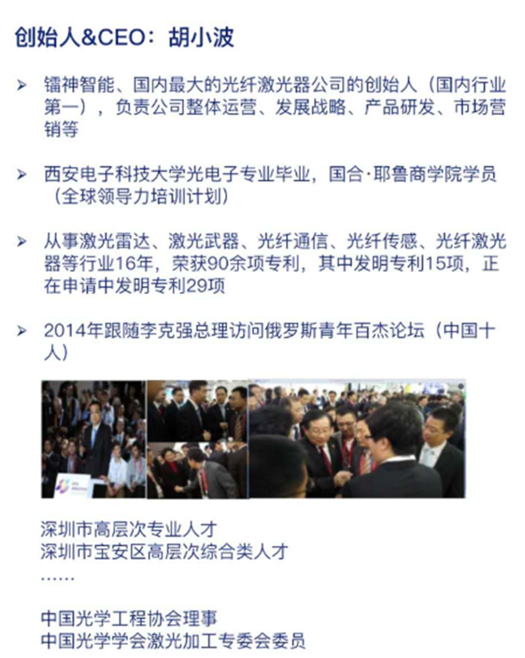 创始人&CEO：胡小波
➢ 镭神智能、国内最大的光纤激光器公司的创始人（国内行业
第一），负责公司整体运营、发展战略、产品研发、市场营
销等
➢ 西安电子科技大学光电子专业毕业，国合·耶鲁商学院学员
（全球领导力培训计划）
➢ 从事激光雷达、激光武器、光纤通信、光纤传感、光纤激光
器等行业16年，荣获90余项专利，其中发明专利15项，正
在申请中发明专利29项
➢ 2014年跟随李克强总理访问俄罗斯青年百杰论坛（中国十
人）
深圳市高层次专业人才
深圳市宝安区高层次综合类人才
……
中国光学工程协会理事
中国光学学会激光加工专委会委员